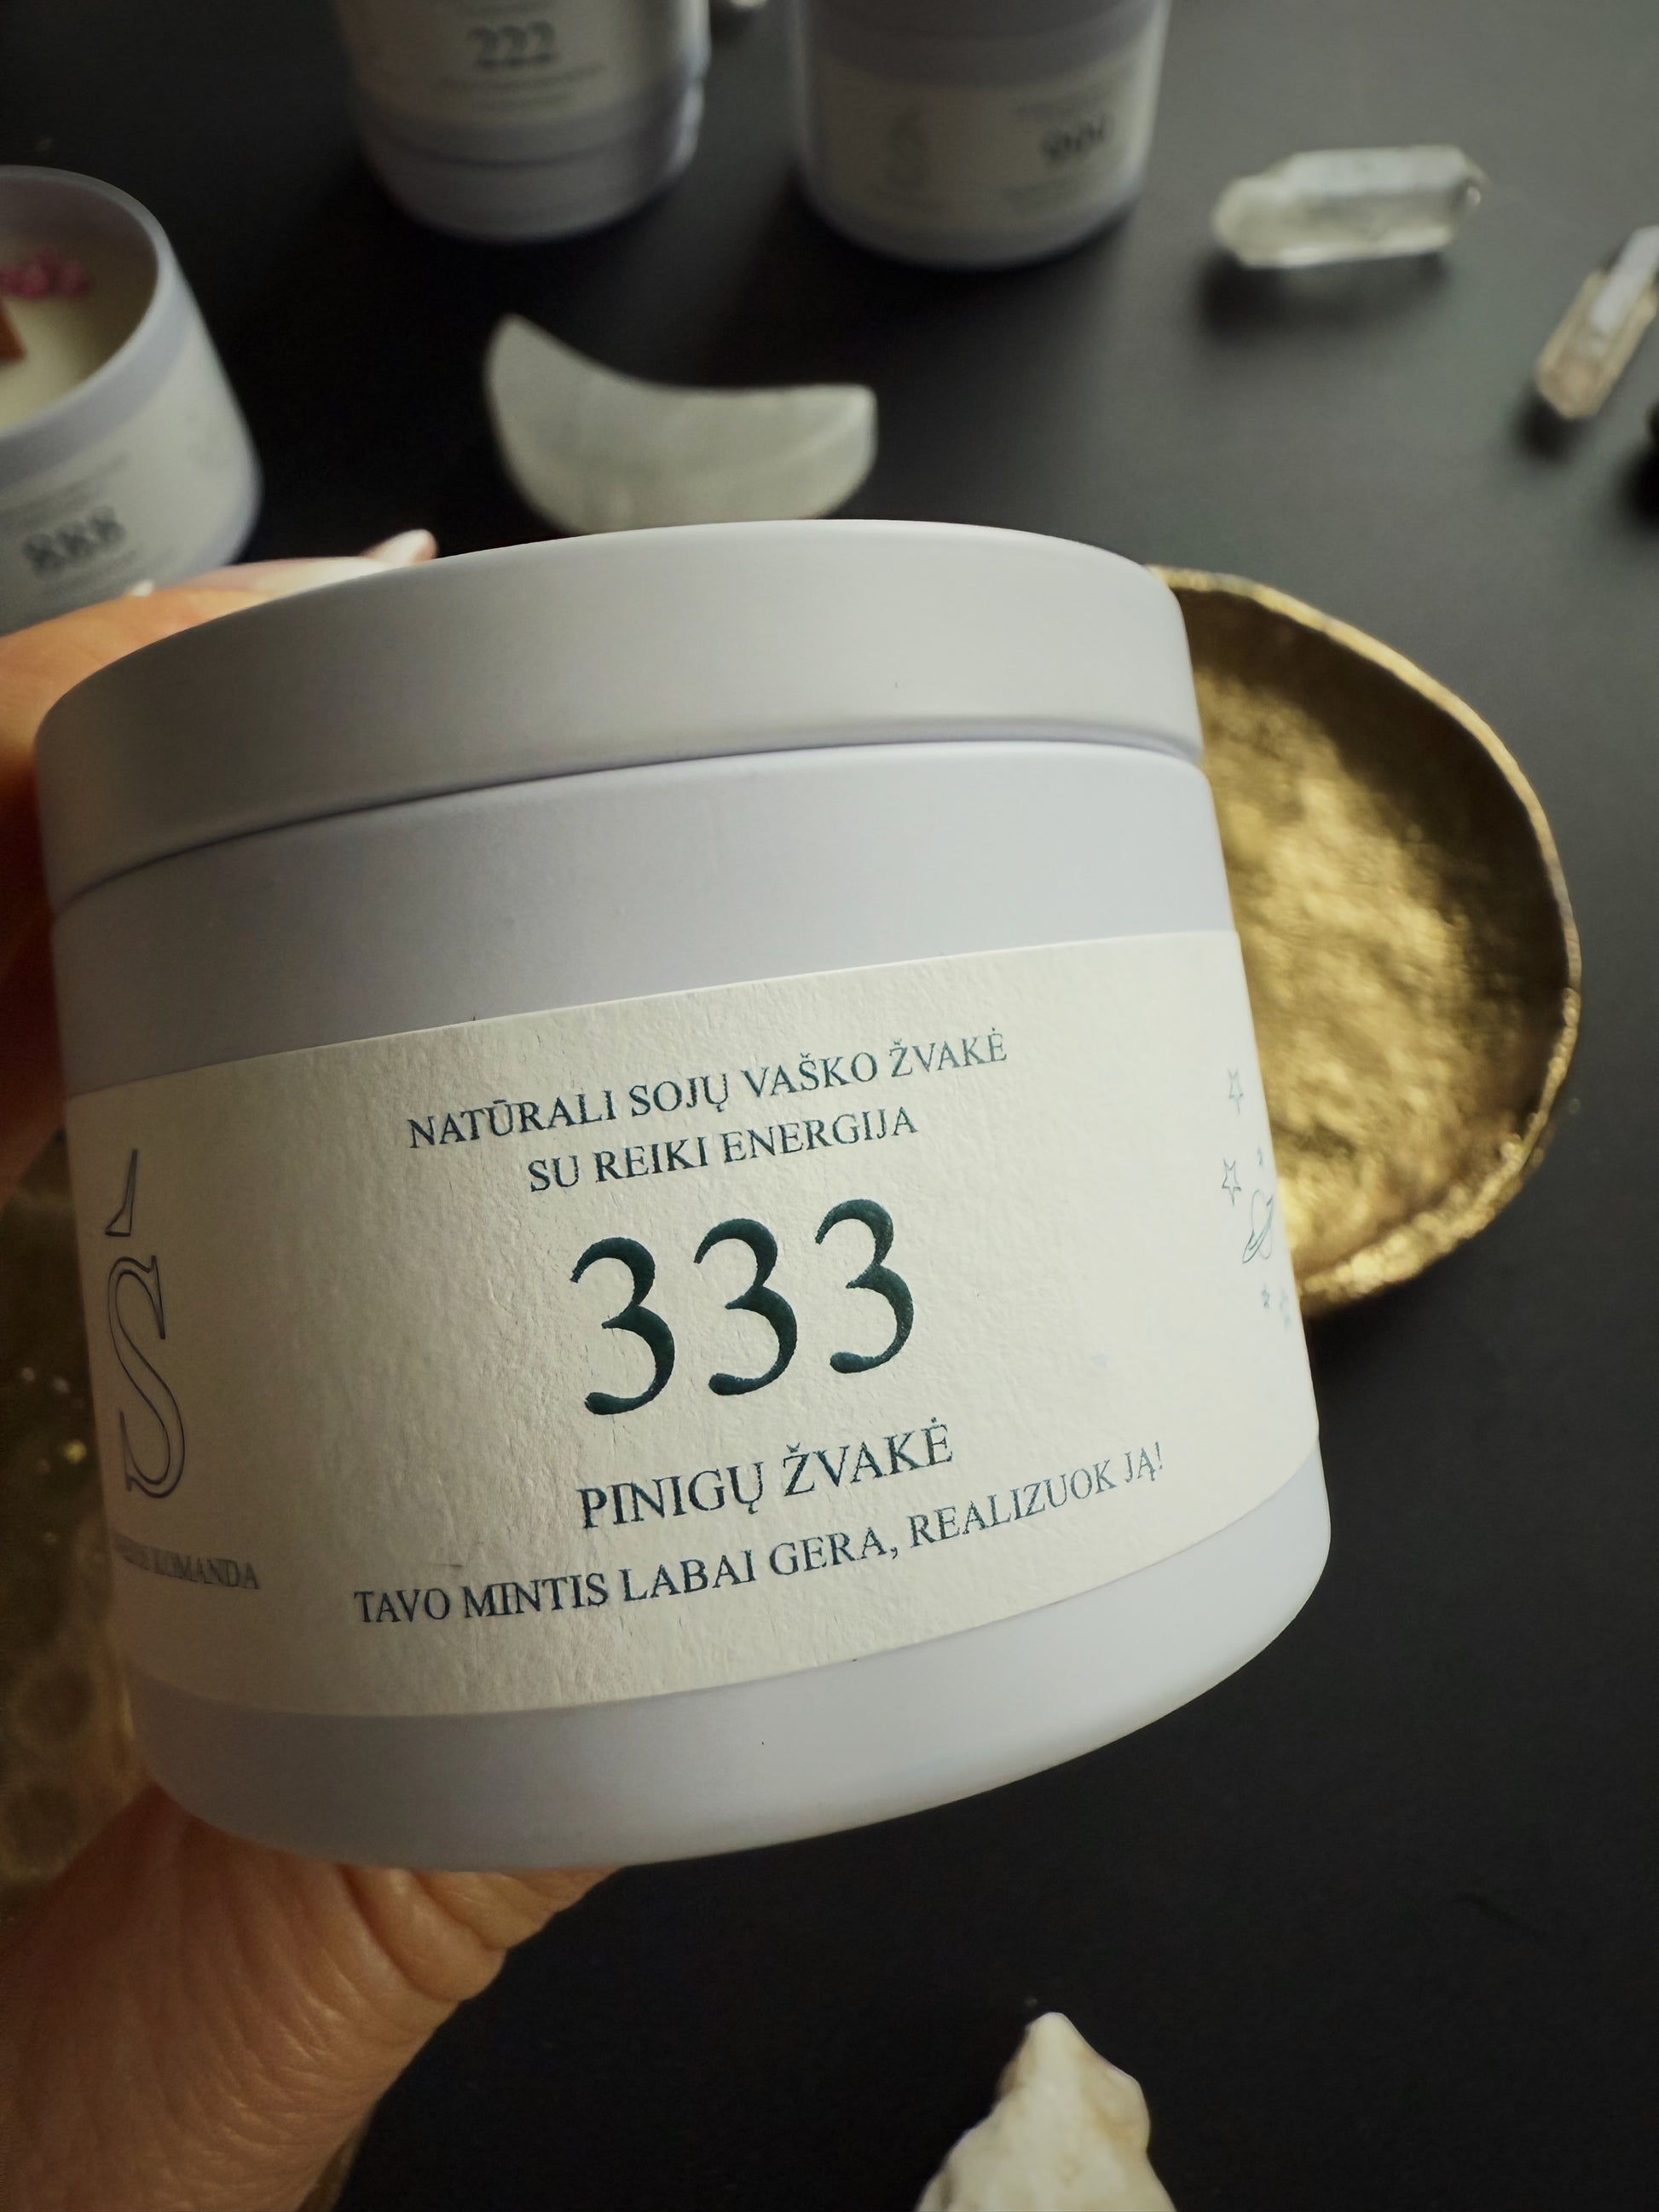 222
888
NATŪRALI SOJŲ VAŠKO ŽVAKĖ
SU REIKI ENERGIJA
333
PINIGŲ ŽVAKĖ
TAVO MINTIS LABAI GERA, REALIZUOK JĄ!
Ś
KOMANDA